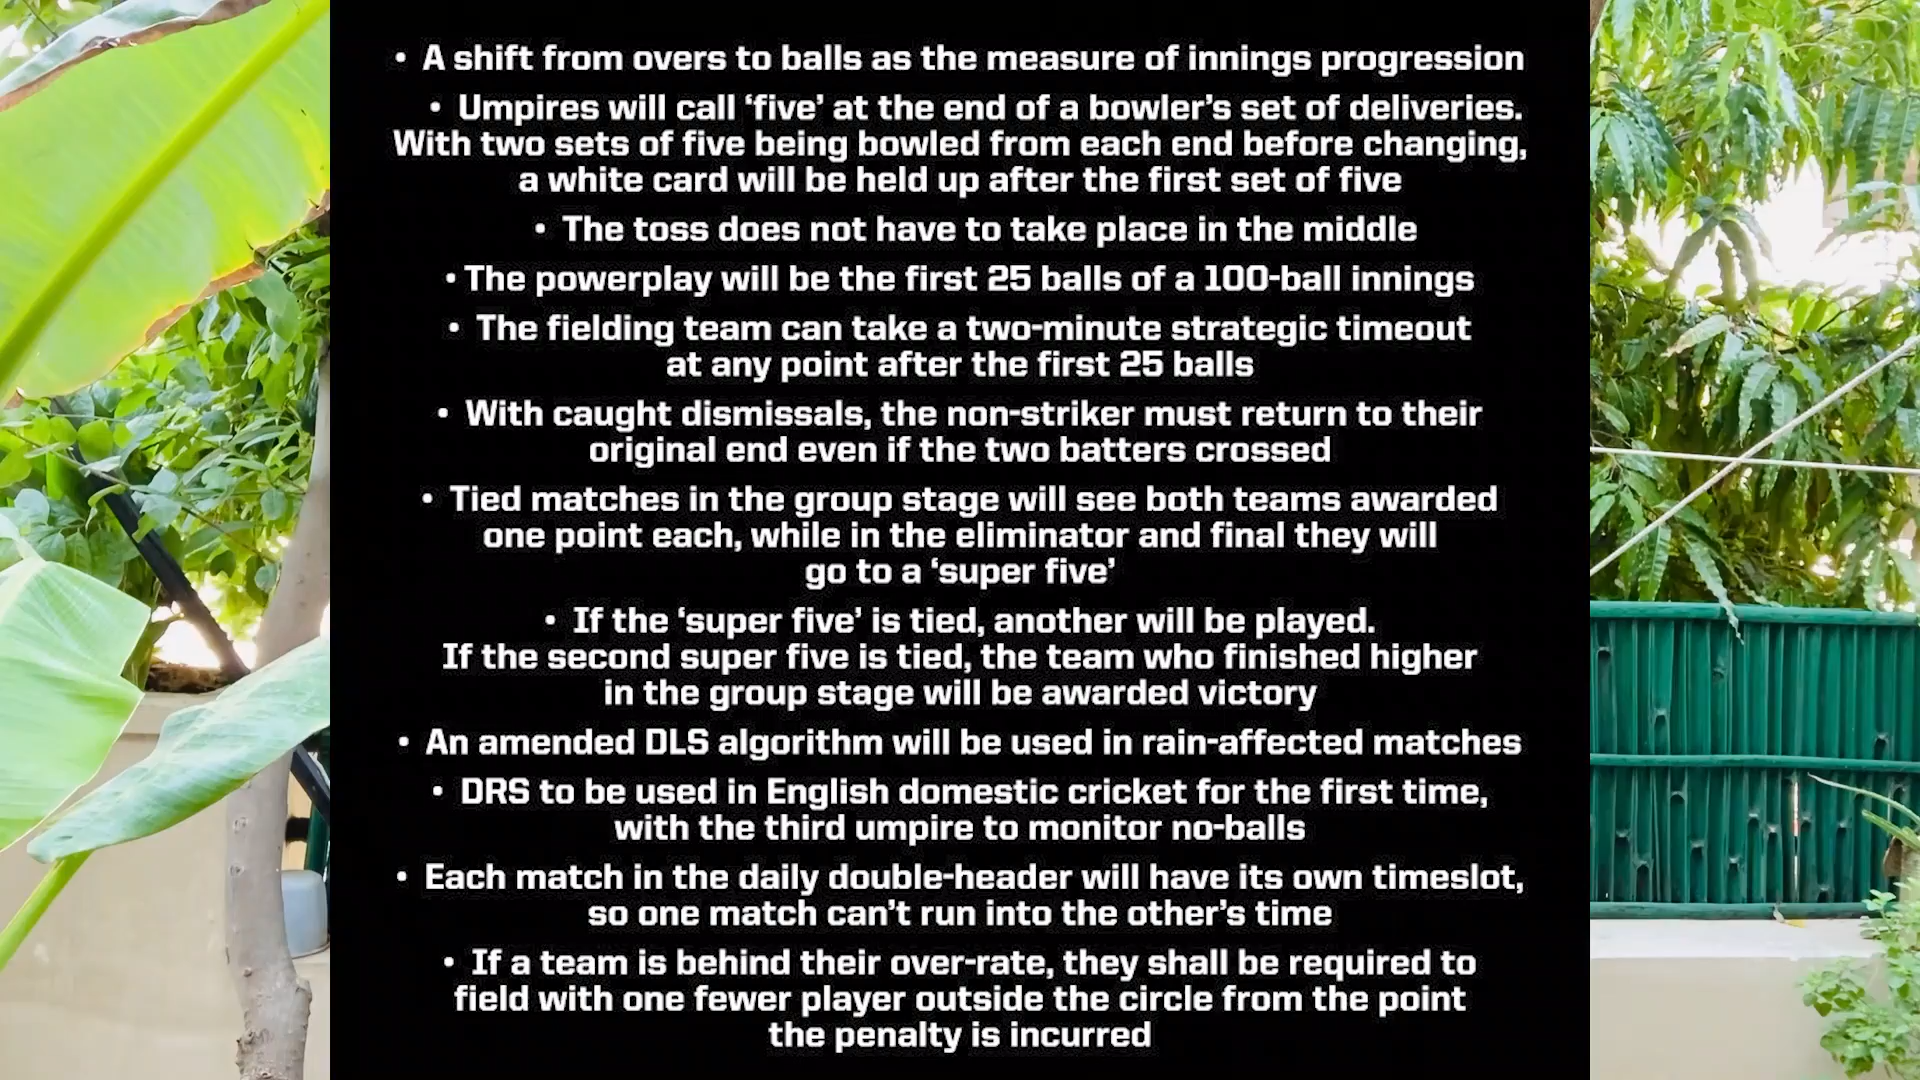 • A shift from overs to balls as the measure of innings progression
• Umpires will call ‘five’ at the end of a bowler’s set of deliveries.
With two sets of five being bowled from each end before changing,
a white card will be held up after the first set of five
• The toss does not have to take place in the middle
• The powerplay will be the first 25 balls of a 100-ball innings
• The fielding team can take a two-minute strategic timeout
at any point after the first 25 balls
• With caught dismissals, the non-striker must return to their
original end even if the two batters crossed
• Tied matches in the group stage will see both teams awarded
one point each, while in the eliminator and final they will
go to a ‘super five’
• If the ‘super five’ is tied, another will be played.
If the second super five is tied, the team who finished higher
in the group stage will be awarded victory
• An amended DLS algorithm will be used in rain-affected matches
• DRS to be used in English domestic cricket for the first time,
with the third umpire to monitor no-balls
• Each match in the daily double-header will have its own timeslot,
so one match can’t run into the other’s time
• If a team is behind their over-rate, they shall be required to
field with one fewer player outside the circle from the point
the penalty is incurred